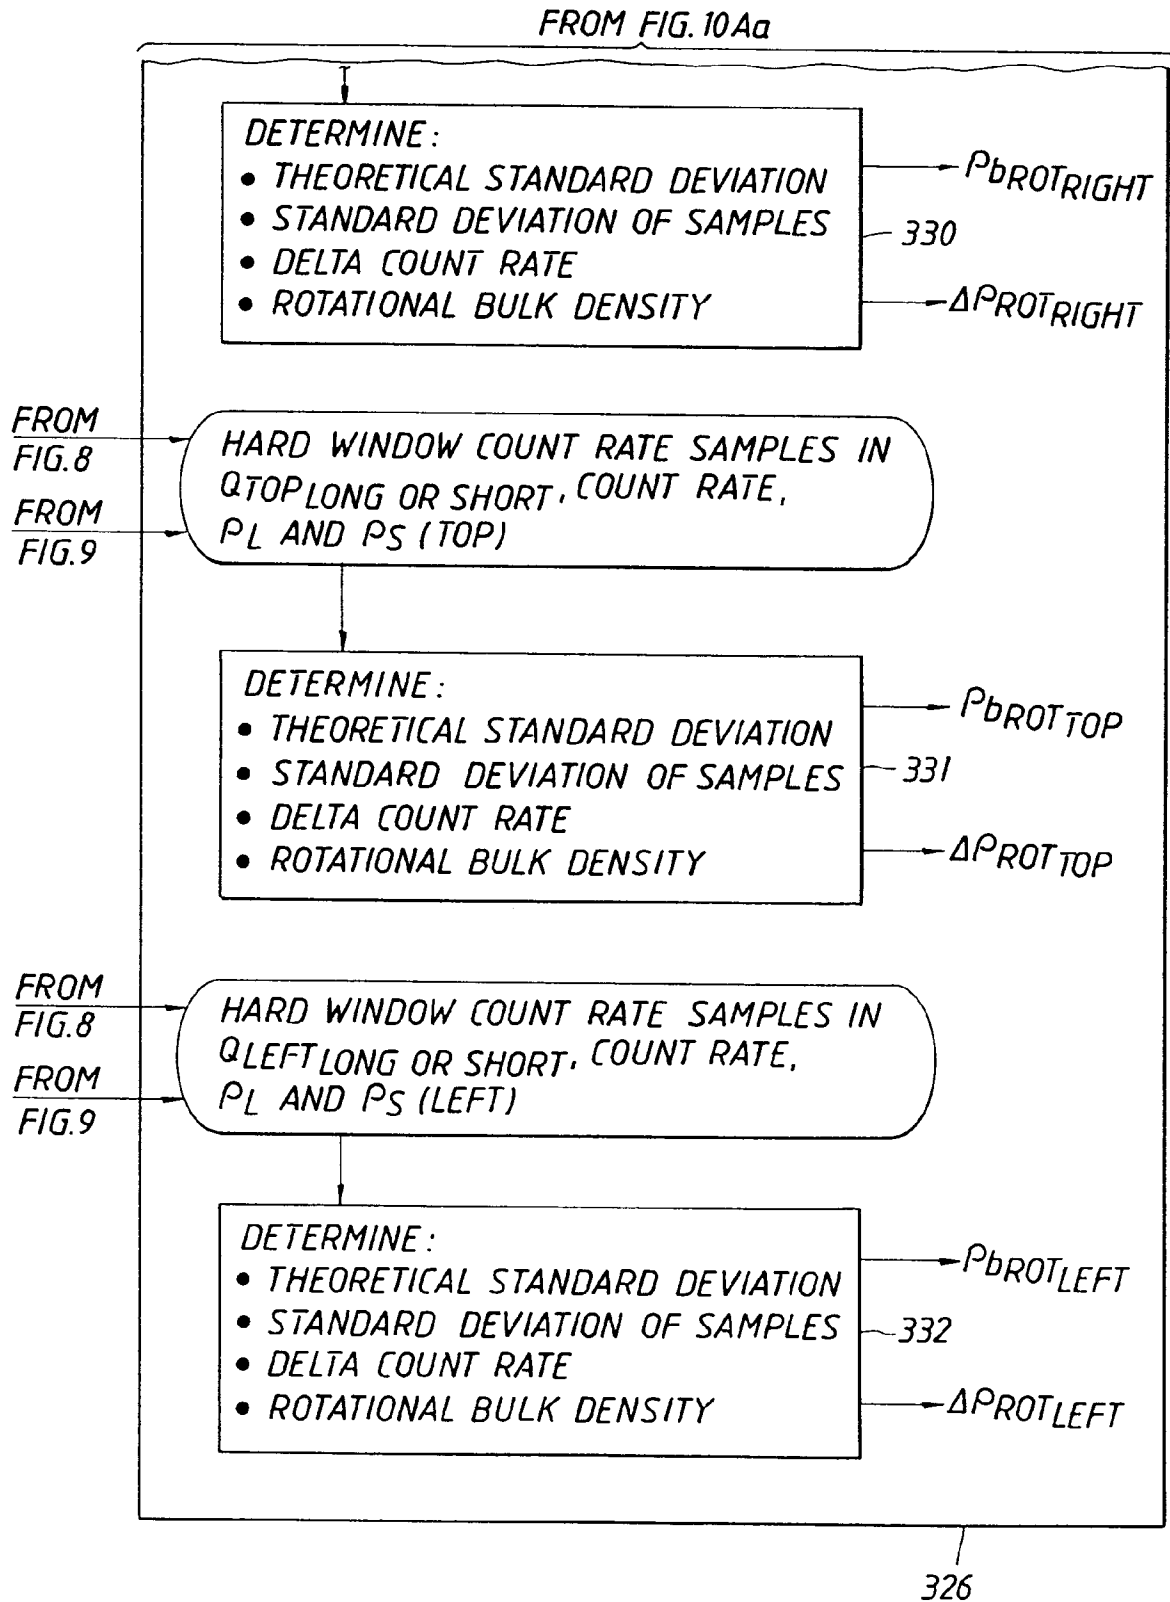 FROM FIG. 10Aa
DETERMINE:
• THEORETICAL STANDARD DEVIATION
• STANDARD DEVIATION OF SAMPLES
• DELTA COUNT RATE
• ROTATIONAL BULK DENSITY
ρbROTRIGHT
330
ΔρROTRIGHT
FROM
FIG.8
FROM
FIG.9
HARD WINDOW COUNT RATE SAMPLES IN
QTOPLONG OR SHORT, COUNT RATE,
ρL AND ρS (TOP)
DETERMINE:
• THEORETICAL STANDARD DEVIATION
• STANDARD DEVIATION OF SAMPLES
• DELTA COUNT RATE
• ROTATIONAL BULK DENSITY
ρbROTTOP
331
ΔρROTTOP
FROM
FIG.8
FROM
FIG.9
HARD WINDOW COUNT RATE SAMPLES IN
QLEFTLONG OR SHORT, COUNT RATE,
ρL AND ρS (LEFT)
DETERMINE:
• THEORETICAL STANDARD DEVIATION
• STANDARD DEVIATION OF SAMPLES
• DELTA COUNT RATE
• ROTATIONAL BULK DENSITY
ρbROTLEFT
332
ΔρROTLEFT
326